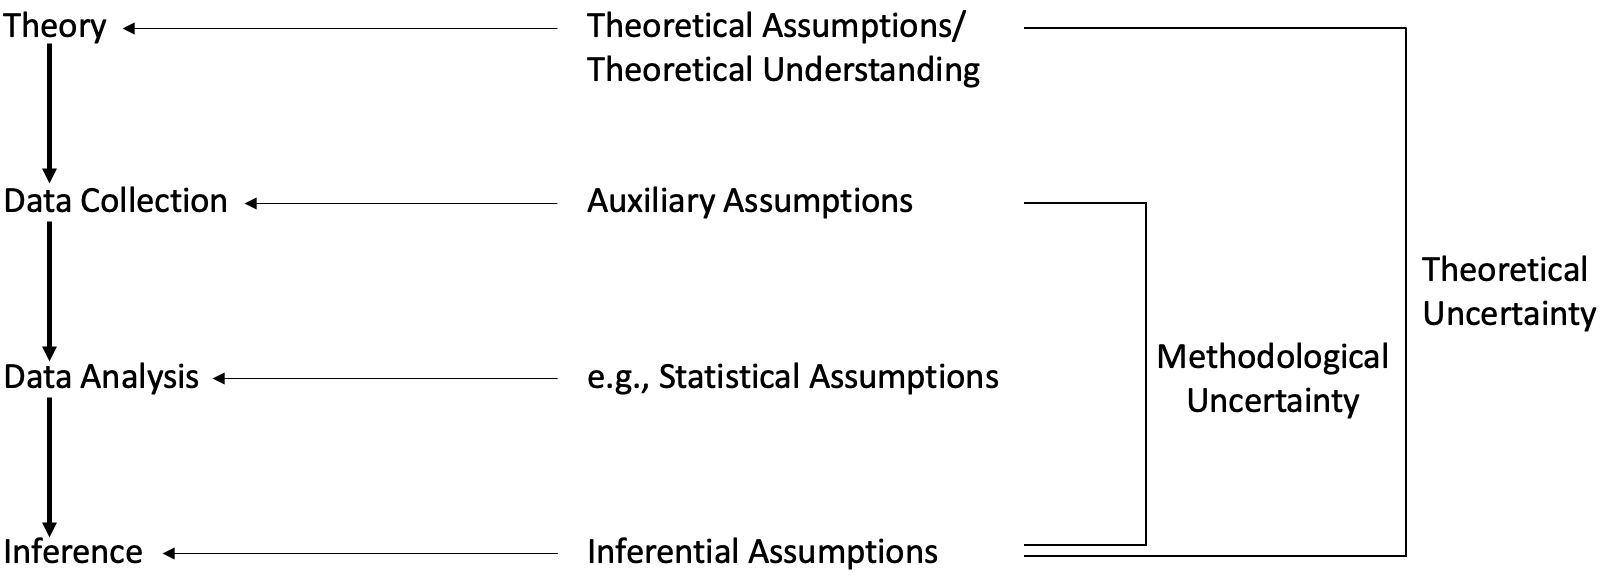 Theory
Theoretical Assumptions/
Theoretical Understanding
Data Collection
Auxiliary Assumptions
Theoretical
Uncertainty
Methodological
Uncertainty
Data Analysis
e.g., Statistical Assumptions
Inference
Inferential Assumptions